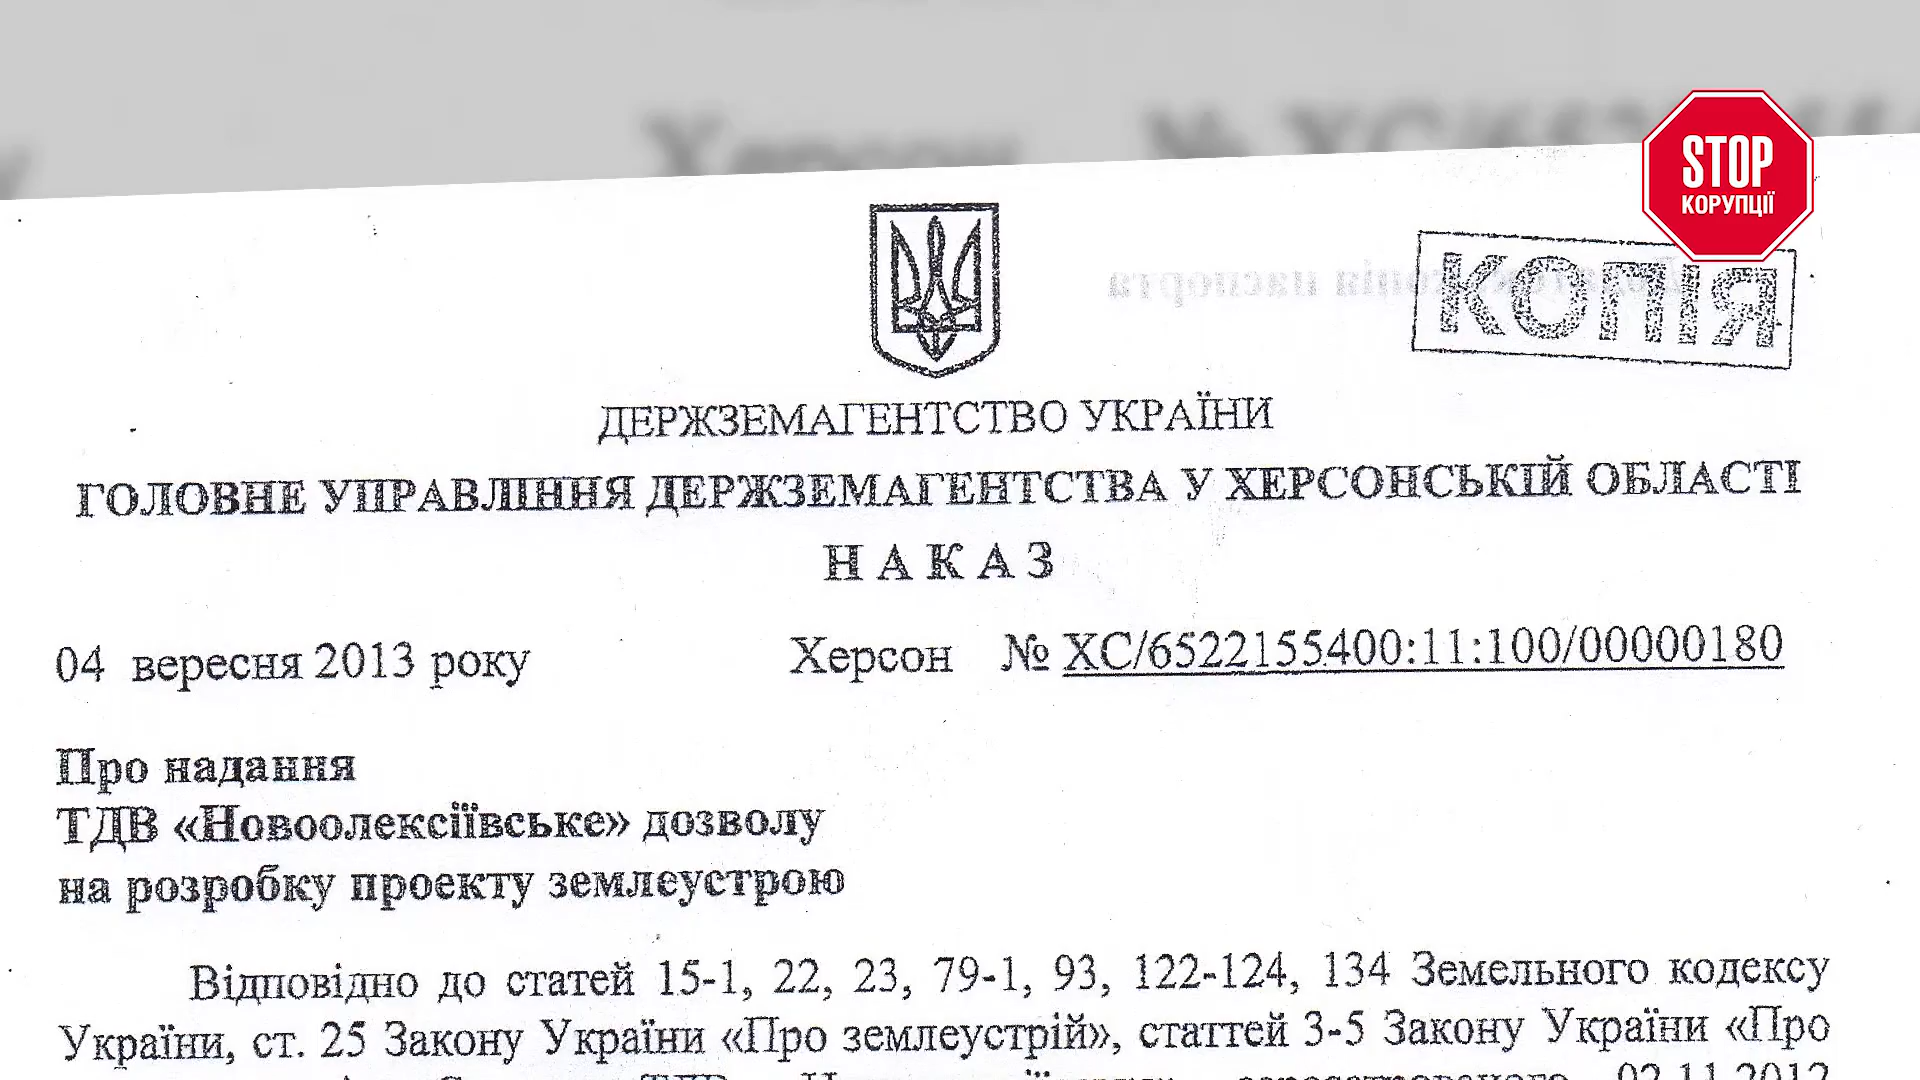 STOP
КОРУПЦІЇ
КОПІЯ
ДЕРЖЗЕМАГЕНТСТВО УКРАЇНИ
ГОЛОВНЕ УПРАВЛІННЯ ДЕРЖЗЕМАГЕНТСТВА У ХЕРСОНСЬКІЙ ОБЛАСТІ
Н А К А З
04 вересня 2013 року Херсон № ХС/6522155400:11:100/00000180
Про надання
ТДВ «Новоолексіївське» дозволу
на розробку проекту землеустрою
Відповідно до статей 15-1, 22, 23, 79-1, 93, 122-124, 134 Земельного кодексу
України, ст. 25 Закону України «Про землеустрій», статтей 3-5 Закону України «Про